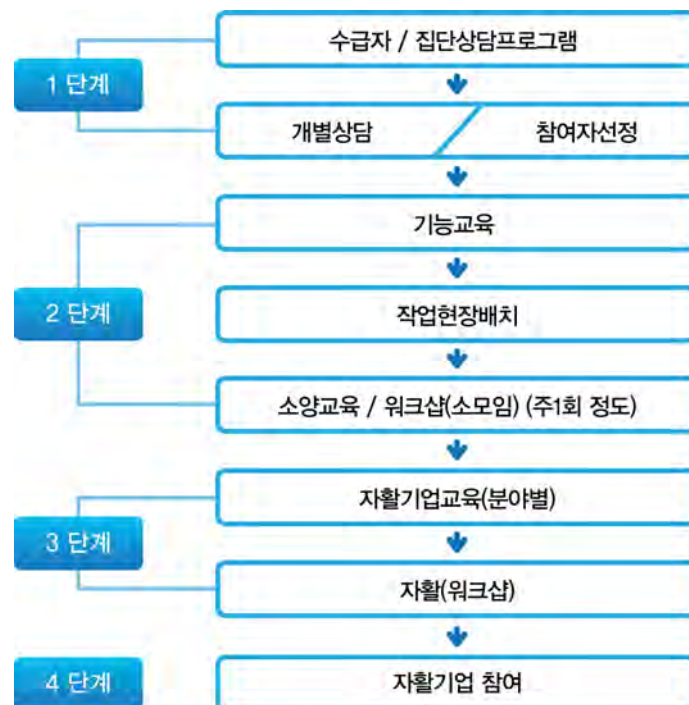 수급자 / 집단상담프로그램
1 단계
개별상담 참여자선정
기능교육
2 단계
작업현장배치
소양교육 / 워크샵(소모임) (주1회 정도)
자활기업교육(분야별)
3 단계
자활(워크샵)
4 단계
자활기업 참여